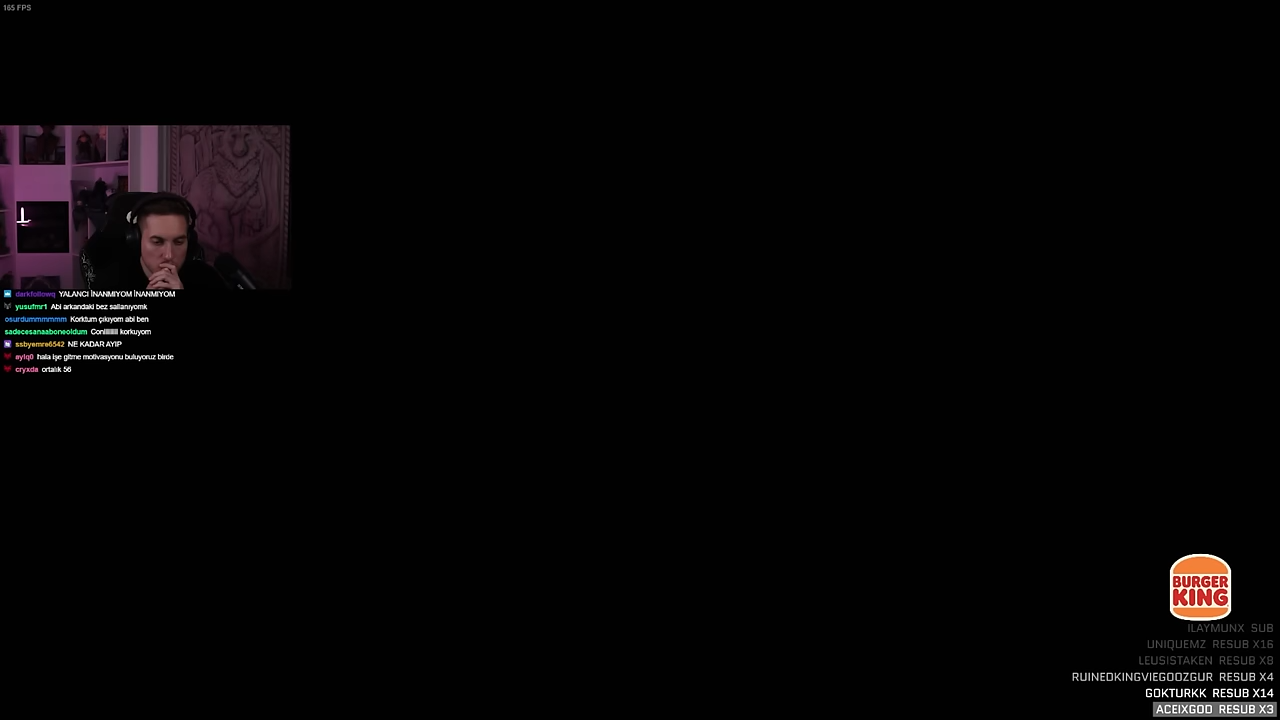 165 FPS
darkfollowq YALANCI İNANMIYOM İNANMIYOM
yusufmr1 Abi arkandaki bez sallanıyomk
osurdummmmmm Korktum çıkıyom abi ben
sadecesanaaboneoldum korkuyom
ssbyemre6542 NE KADAR AYIP
aylq0 hala işe gitme motivasyonu buluyoruz birde
cryxda ortalık 56
BURGER
KING
ILAYMUNX SUB
UNIQUEMZ RESUB X16
LEUSISTAKEN RESUB X8
RUINEDKINGVIEGOOZGUR RESUB X4
GOKTURKK RESUB X14
ACEIXGOD RESUB X3